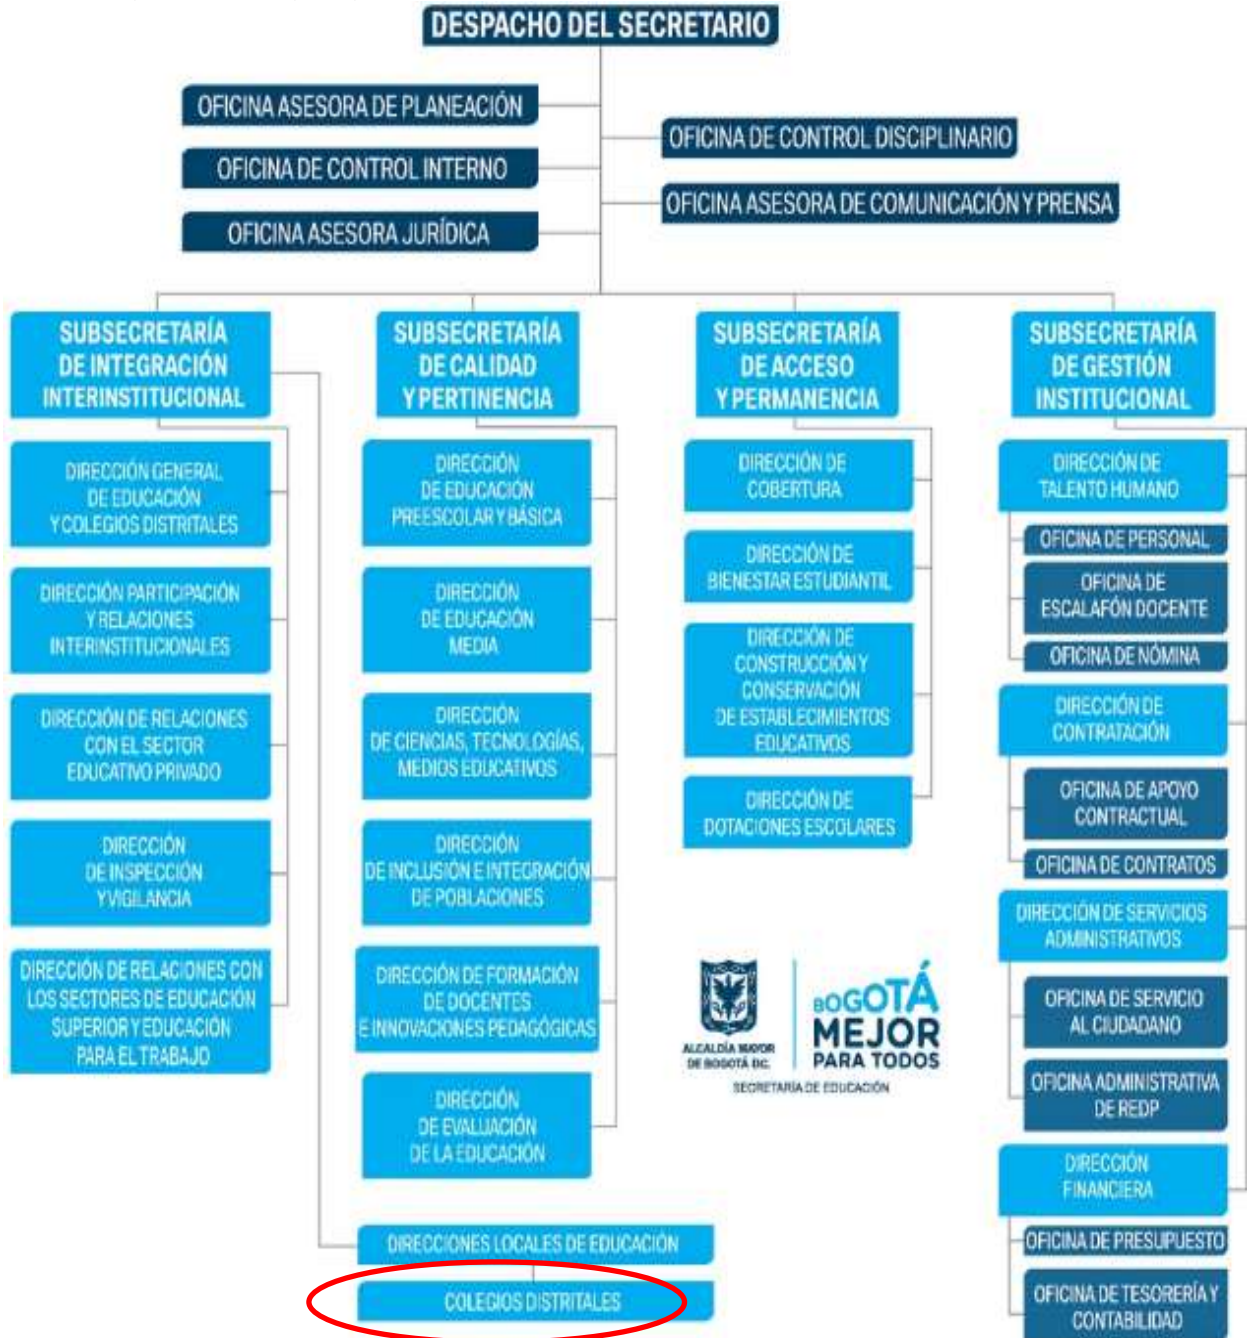 DESPACHO DEL SECRETARIO
OFICINA ASESORA DE PLANEACIÓN
OFICINA DE CONTROL DISCIPLINARIO
OFICINA DE CONTROL INTERNO
OFICINA ASESORA DE COMUNICACIÓN Y PRENSA
OFICINA ASESORA JURÍDICA
SUBSECRETARÍA
DE INTEGRACIÓN
INTERINSTITUCIONAL
DIRECCIÓN GENERAL
DE EDUCACIÓN
Y COLEGIOS DISTRITALES
DIRECCIÓN PARTICIPACIÓN
Y RELACIONES
INTERINSTITUCIONALES
DIRECCIÓN DE RELACIONES
CON EL SECTOR
EDUCATIVO PRIVADO
DIRECCIÓN
DE INSPECCIÓN
Y VIGILANCIA
DIRECCIÓN DE RELACIONES CON
LOS SECTORES DE EDUCACIÓN
SUPERIOR Y EDUCACIÓN
PARA EL TRABAJO
SUBSECRETARÍA
DE CALIDAD
Y PERTINENCIA
DIRECCIÓN
DE EDUCACIÓN
PREESCOLAR Y BÁSICA
DIRECCIÓN
DE EDUCACIÓN
MEDIA
DIRECCIÓN
DE CIENCIAS, TECNOLOGÍAS,
MEDIOS EDUCATIVOS
DIRECCIÓN
DE INCLUSIÓN E INTEGRACIÓN
DE POBLACIONES
DIRECCIÓN DE FORMACIÓN
DE DOCENTES
E INNOVACIONES PEDAGÓGICAS
DIRECCIÓN
DE EVALUACIÓN
DE LA EDUCACIÓN
DIRECCIONES LOCALES DE EDUCACIÓN
COLEGIOS DISTRITALES
SUBSECRETARÍA
DE ACCESO
Y PERMANENCIA
DIRECCIÓN DE
COBERTURA
DIRECCIÓN DE
BIENESTAR ESTUDIANTIL
DIRECCIÓN DE
CONSTRUCCIÓN Y
CONSERVACIÓN
DE ESTABLECIMIENTOS
EDUCATIVOS
DIRECCIÓN DE
DOTACIONES ESCOLARES
ALCALDÍA MAYOR
DE BOGOTÁ D.C.
BOGOTÁ
MEJOR
PARA TODOS
SECRETARÍA DE EDUCACIÓN
SUBSECRETARÍA
DE GESTIÓN
INSTITUCIONAL
DIRECCIÓN DE
TALENTO HUMANO
OFICINA DE PERSONAL
OFICINA DE
ESCALAFÓN DOCENTE
OFICINA DE NÓMINA
DIRECCIÓN DE
CONTRATACIÓN
OFICINA DE APOYO
CONTRACTUAL
OFICINA DE CONTRATOS
DIRECCIÓN DE SERVICIOS
ADMINISTRATIVOS
OFICINA DE SERVICIO
AL CIUDADANO
OFICINA ADMINISTRATIVA
DE REDP
DIRECCIÓN
FINANCIERA
OFICINA DE PRESUPUESTO
OFICINA DE TESORERÍA Y
CONTABILIDAD